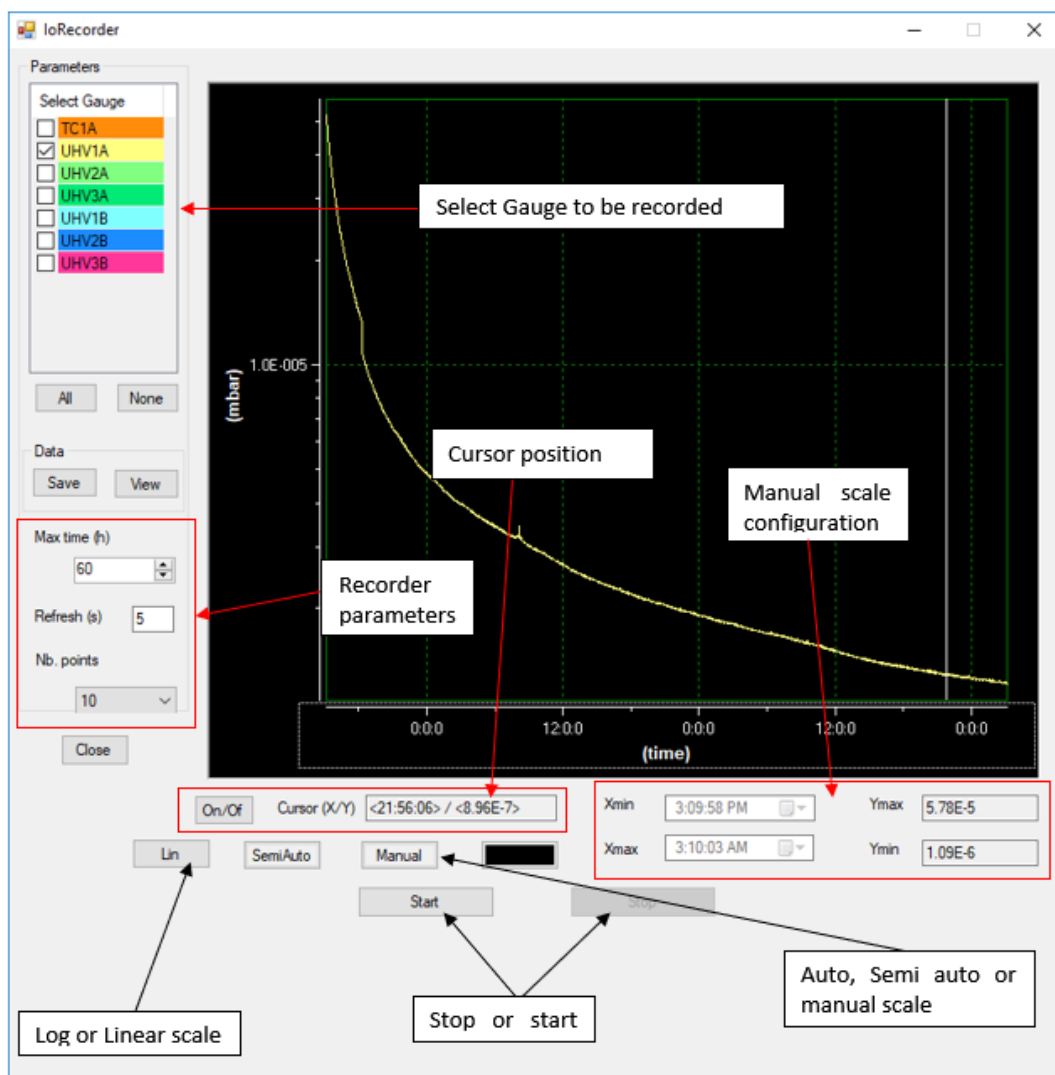 IoRecorder
Parameters
Select Gauge
TC1A
UHV1A
UHV2A
UHV3A
UHV1B
UHV2B
UHV3B
All
None
Data
Save
View
Max time (h)
60
Refresh (s)
5
Nb. points
10
Close
Select Gauge to be recorded
1.0E-005
(mbar)
Cursor position
Manual scale
configuration
Recorder
parameters
0:0:0
12:0:0
0:0:0
12:0:0
0:0:0
(time)
On/Of
Cursor (X/Y)
<21:56:06> / <8.96E-7>
Xmin
3:09:58 PM
Ymax
5.78E-5
Xmax
3:10:03 AM
Ymin
1.09E-6
Lin
SemiAuto
Manual
Start
Stop
Log or Linear scale
Stop or start
Auto, Semi auto or
manual scale